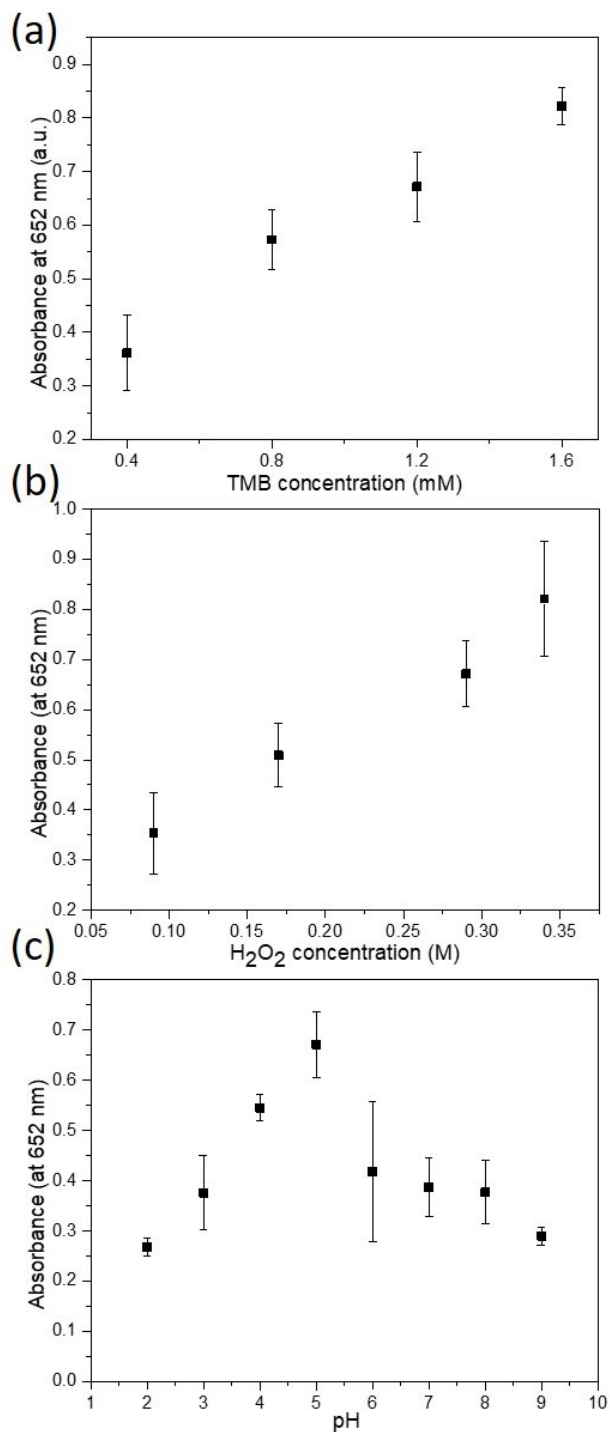 (a)
0.9
0.8
0.7
0.6
0.5
0.4
0.3
0.2
Absorbance at 652 nm (a.u.)
0.4 0.8 1.2 1.6
TMB concentration (mM)
(b)
1.0
0.9
0.8
0.7
0.6
0.5
0.4
0.3
0.2
Absorbance (at 652 nm)
0.05 0.10 0.15 0.20 0.25 0.30 0.35
H₂O₂ concentration (M)
(c)
0.8
0.7
0.6
0.5
0.4
0.3
0.2
0.1
0.0
Absorbance (at 652 nm)
1 2 3 4 5 6 7 8 9 10
pH